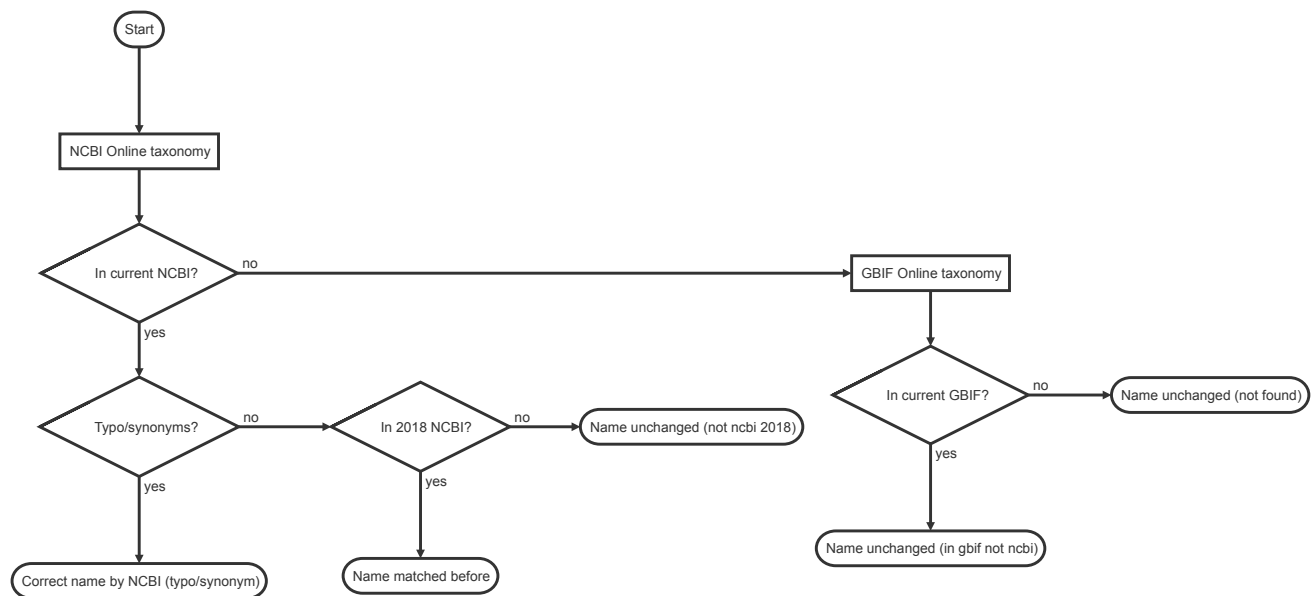 Start
NCBI Online taxonomy
In current NCBI?
no
GBIF Online taxonomy
yes
In current GBIF?
no
Name unchanged (not found)
Typo/synonyms?
no
In 2018 NCBI?
no
Name unchanged (not ncbi 2018)
yes
yes
yes
Name unchanged (in gbif not ncbi)
Correct name by NCBI (typo/synonym)
Name matched before